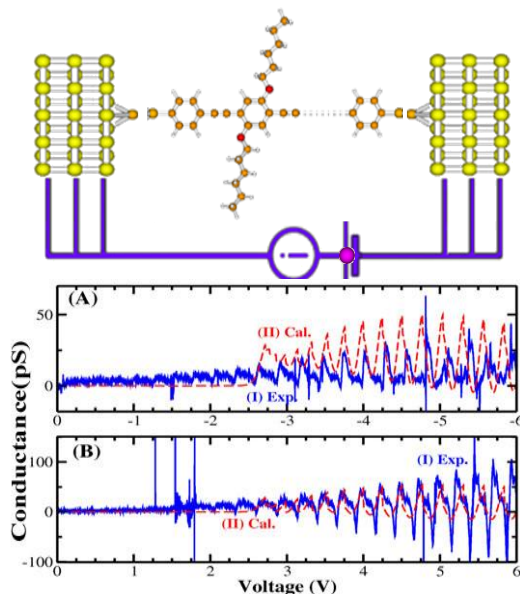 i
(A)
(II) Cal.
(I) Exp.
50
0
0 -1 -2 -3 -4 -5 -6
Conductance(pS)
(B)
(I) Exp.
(II) Cal.
100
0
-100
0 1 2 3 4 5 6
Voltage (V)